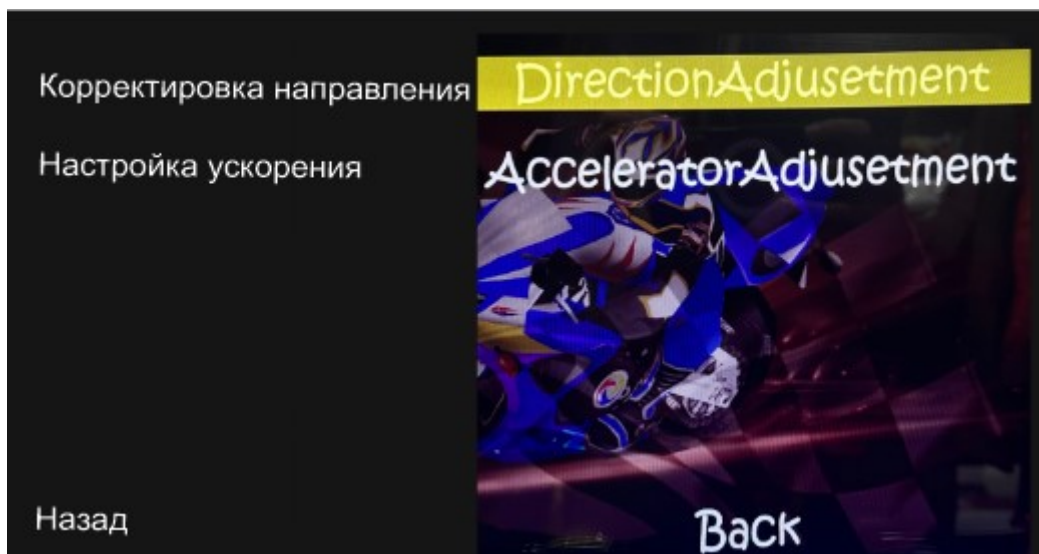 Корректировка направления DirectionAdjusetment
Настройка ускорения AcceleratorAdjusetment
Назад Back